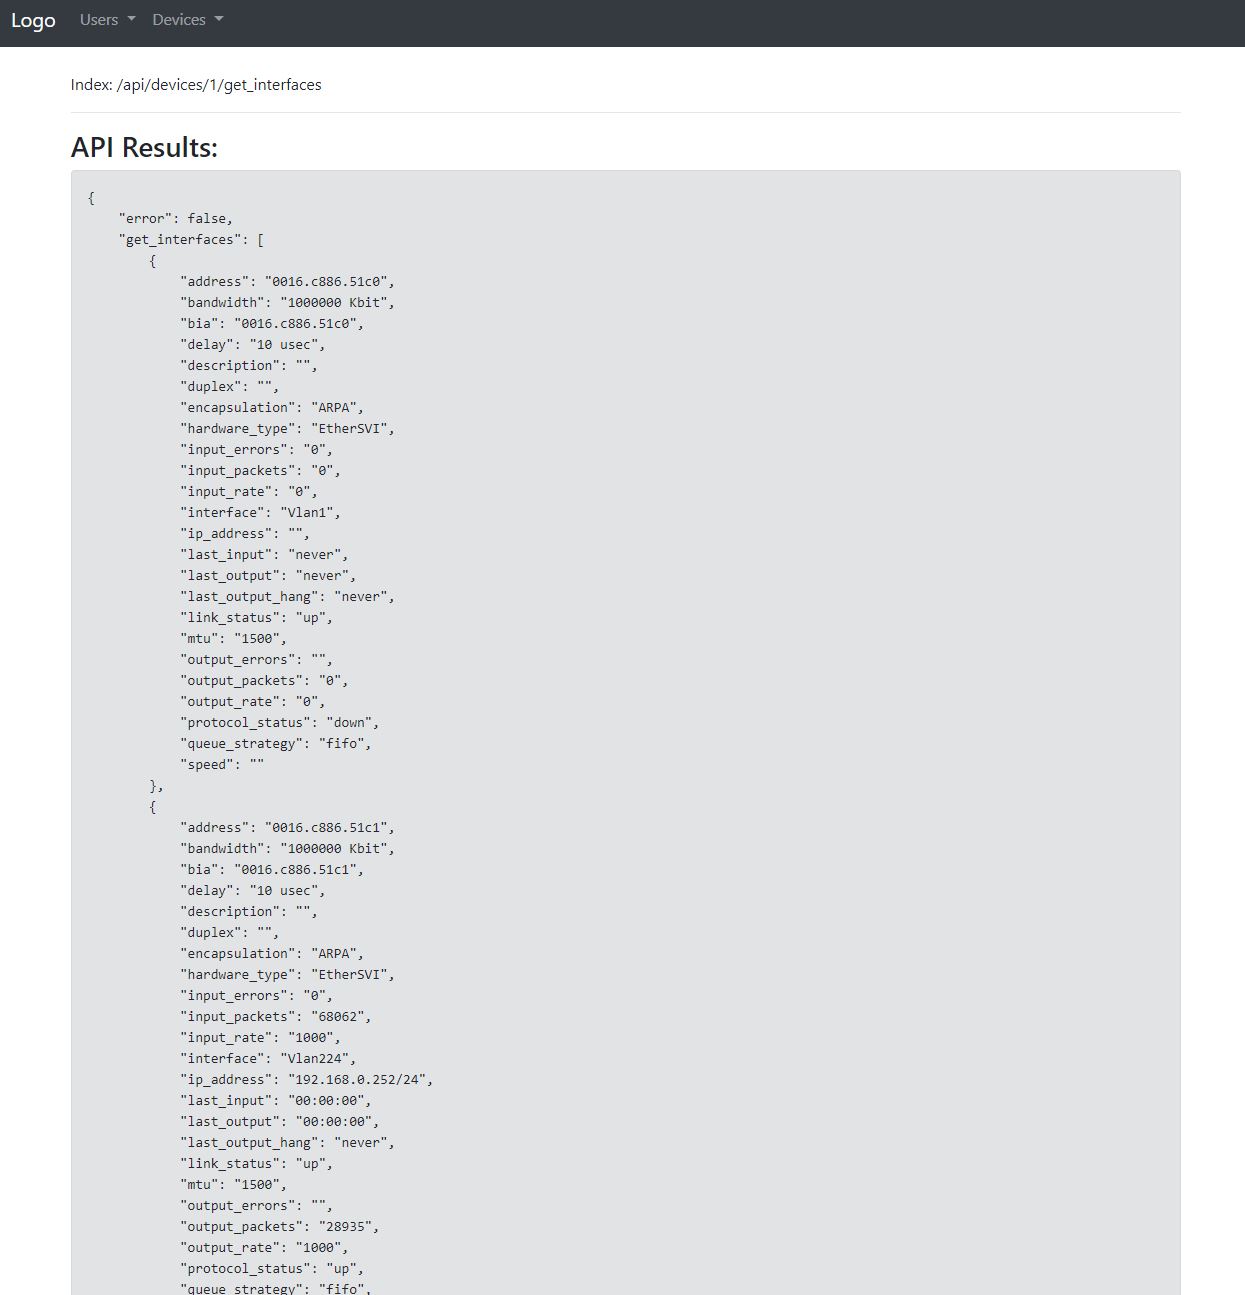 Logo Users Devices
Index: /api/devices/1/get_interfaces
API Results:
{
    "error": false,
    "get_interfaces": [
        {
            "address": "0016.c886.51c0",
            "bandwidth": "1000000 Kbit",
            "bia": "0016.c886.51c0",
            "delay": "10 usec",
            "description": "",
            "duplex": "",
            "encapsulation": "ARPA",
            "hardware_type": "EtherSVI",
            "input_errors": "0",
            "input_packets": "0",
            "input_rate": "0",
            "interface": "Vlan1",
            "ip_address": "",
            "last_input": "never",
            "last_output": "never",
            "last_output_hang": "never",
            "link_status": "up",
            "mtu": "1500",
            "output_errors": "",
            "output_packets": "0",
            "output_rate": "0",
            "protocol_status": "down",
            "queue_strategy": "fifo",
            "speed": ""
        },
        {
            "address": "0016.c886.51c1",
            "bandwidth": "1000000 Kbit",
            "bia": "0016.c886.51c1",
            "delay": "10 usec",
            "description": "",
            "duplex": "",
            "encapsulation": "ARPA",
            "hardware_type": "EtherSVI",
            "input_errors": "0",
            "input_packets": "68062",
            "input_rate": "1000",
            "interface": "Vlan224",
            "ip_address": "192.168.0.252/24",
            "last_input": "00:00:00",
            "last_output": "00:00:00",
            "last_output_hang": "never",
            "link_status": "up",
            "mtu": "1500",
            "output_errors": "",
            "output_packets": "28935",
            "output_rate": "1000",
            "protocol_status": "up",
            "queue_strategy": "fifo",